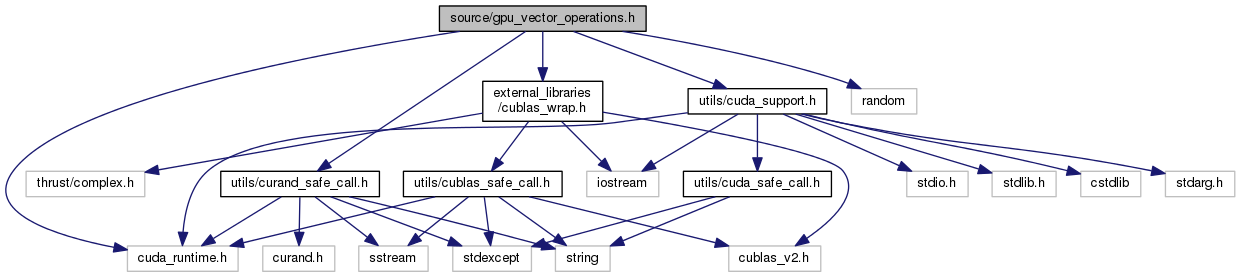 source/gpu_vector_operations.h
external_libraries
/cublas_wrap.h
utils/cuda_support.h
random
thrust/complex.h
utils/curand_safe_call.h
utils/cublas_safe_call.h
iostream
utils/cuda_safe_call.h
stdio.h
stdlib.h
cstdlib
stdarg.h
cuda_runtime.h
curand.h
sstream
stdexcept
string
cublas_v2.h